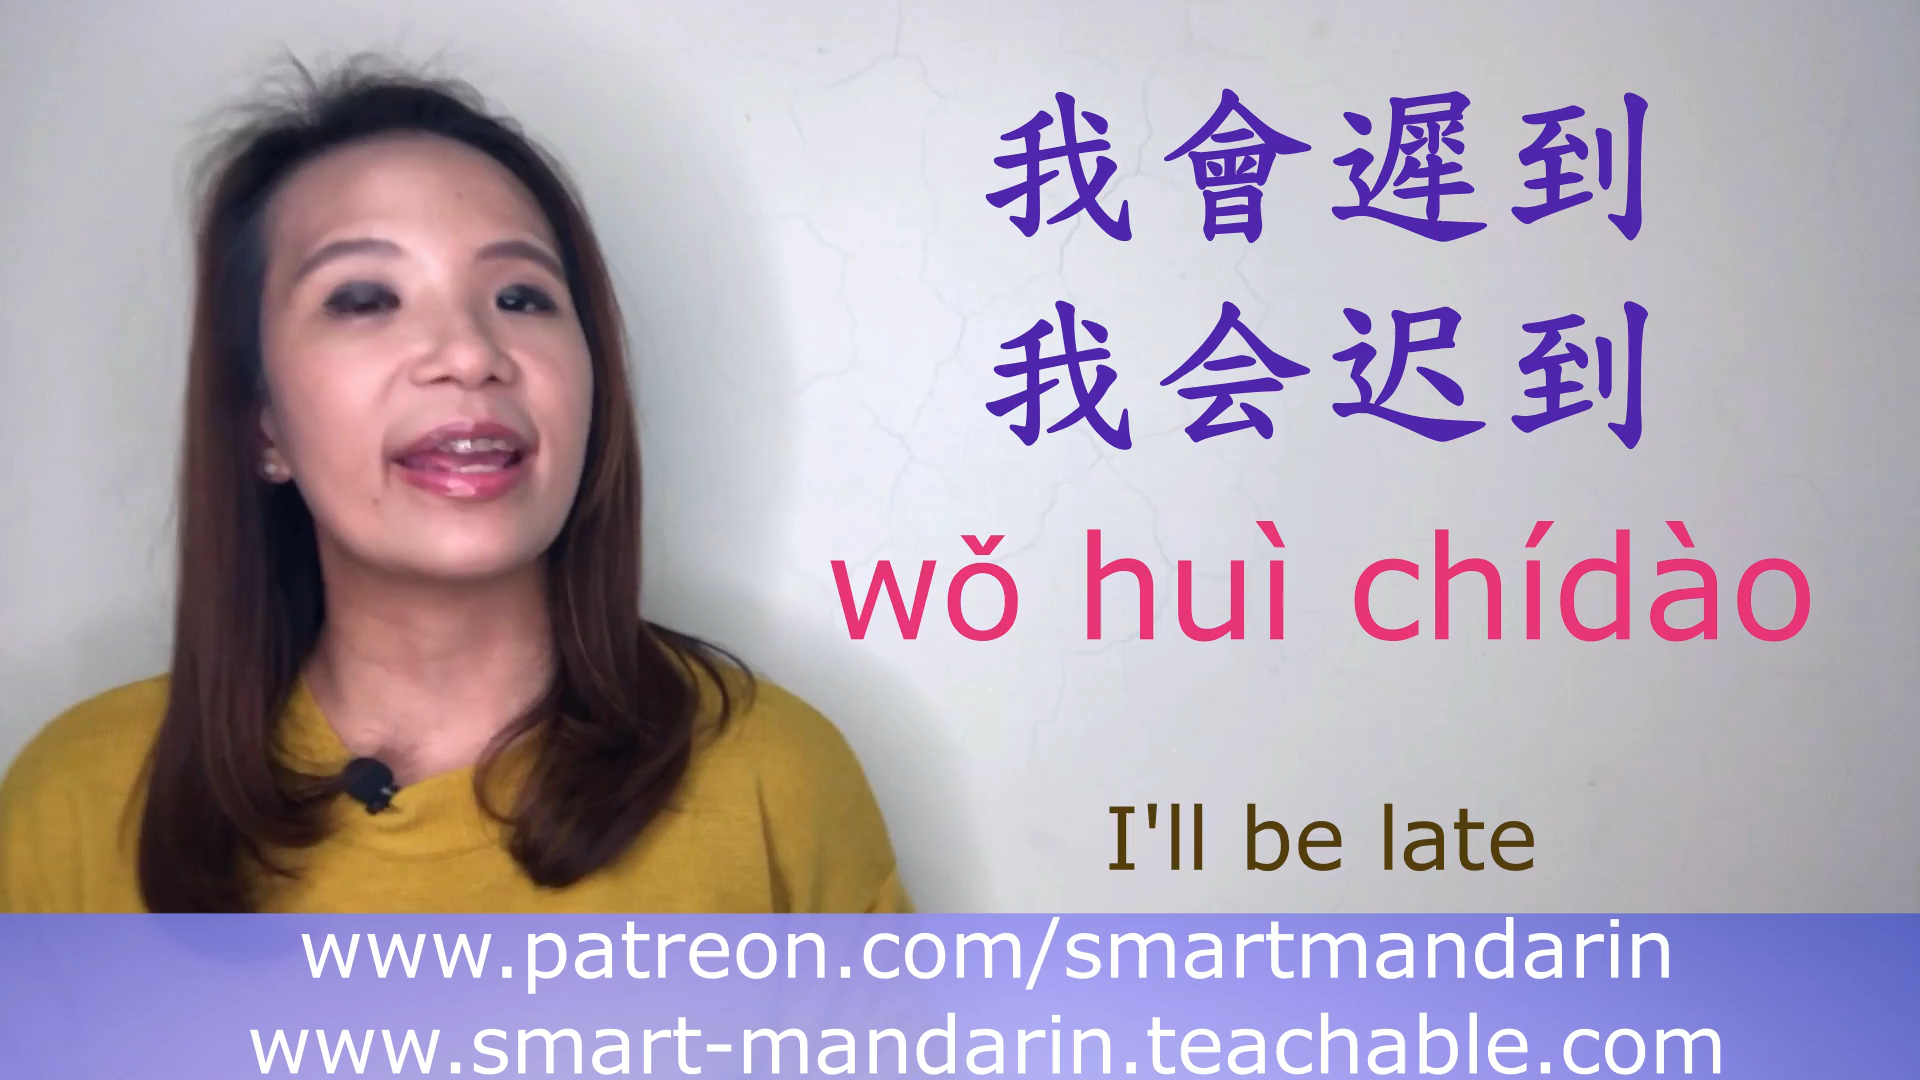 我會遲到
我会迟到
wǒ huì chídào
I'll be late
www.patreon.com/smartmandarin
www.smart-mandarin.teachable.com